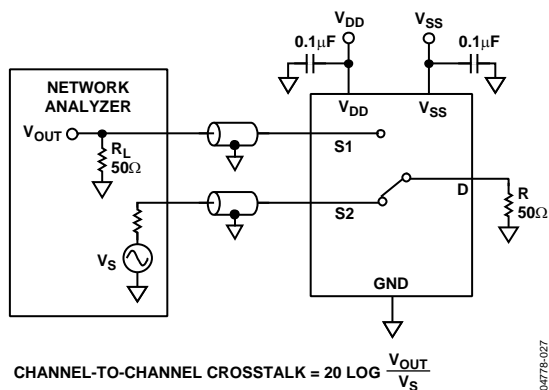 VDD
VSS
0.1µF
0.1µF
NETWORK
ANALYZER
VDD
VSS
VOUT
RL
50Ω
S1
S2
D
R
50Ω
VS
GND
CHANNEL-TO-CHANNEL CROSSTALK = 20 LOG VOUT
VS
04778-027